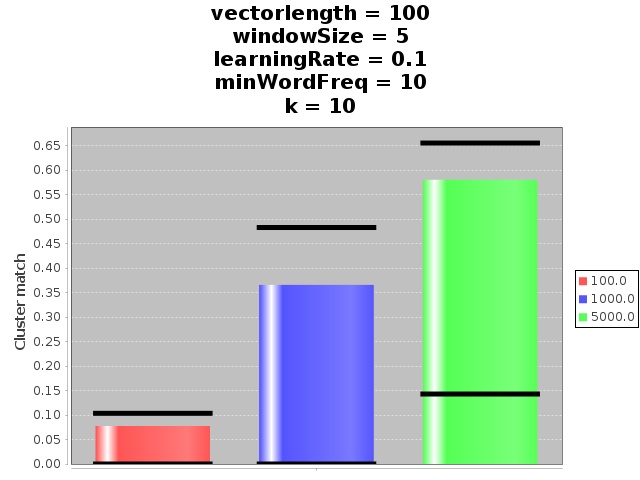 vectorlength = 100
windowSize = 5
learningRate = 0.1
minWordFreq = 10
k = 10
Cluster match
0.65
0.60
0.55
0.50
0.45
0.40
0.35
0.30
0.25
0.20
0.15
0.10
0.05
0.00
100.0
1000.0
5000.0